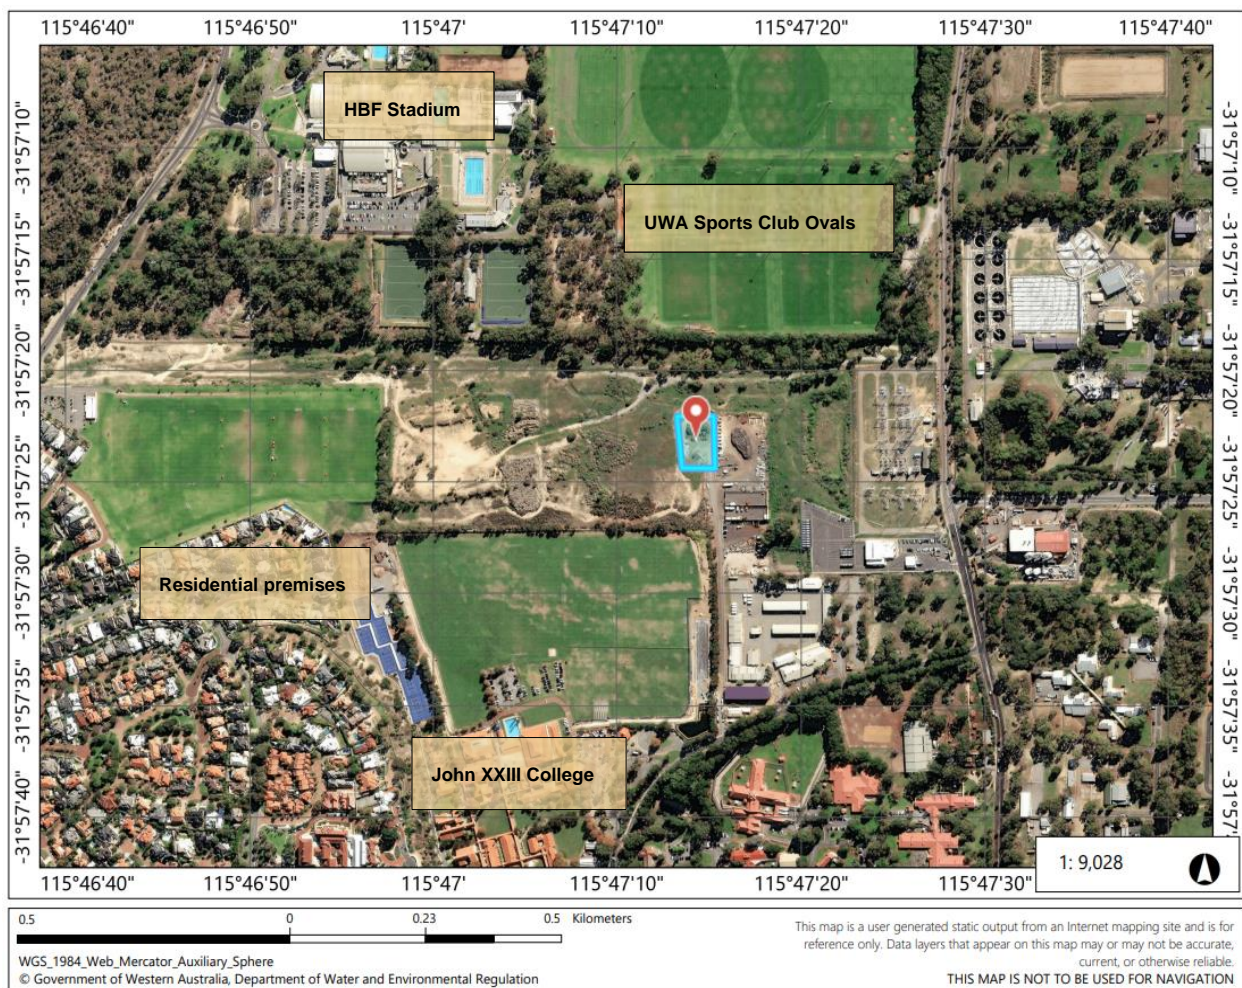 115°46'40" 115°46'50" 115°47' 115°47'10" 115°47'20" 115°47'30" 115°47'40"
HBF Stadium
-31°57'10" -31°57'10"
UWA Sports Club Ovals
-31°57'15" -31°57'15"
-31°57'20" -31°57'20"
-31°57'25" -31°57'25"
Residential premises
-31°57'30" -31°57'30"
-31°57'35" -31°57'35"
John XXIII College
-31°57'40" -31°57'
1: 9,028
115°46'40" 115°46'50" 115°47' 115°47'10" 115°47'20" 115°47'30"
0.5 0 0.23 0.5 Kilometers
WGS_1984_Web_Mercator_Auxiliary_Sphere
© Government of Western Australia, Department of Water and Environmental Regulation
This map is a user generated static output from an Internet mapping site and is for
reference only. Data layers that appear on this map may or may not be accurate,
current, or otherwise reliable.
THIS MAP IS NOT TO BE USED FOR NAVIGATION